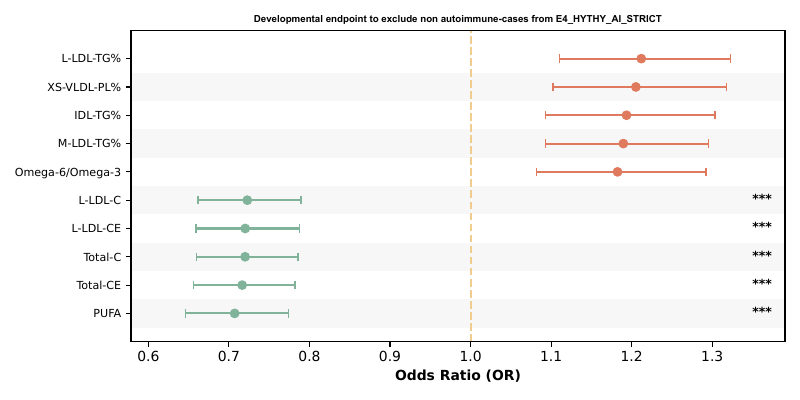 Developmental endpoint to exclude non autoimmune-cases from E4_HYTHY_AI_STRICT
L-LDL-TG%
XS-VLDL-PL%
IDL-TG%
M-LDL-TG%
Omega-6/Omega-3
L-LDL-C ***
L-LDL-CE ***
Total-C ***
Total-CE ***
PUFA ***
0.6 0.7 0.8 0.9 1.0 1.1 1.2 1.3
Odds Ratio (OR)